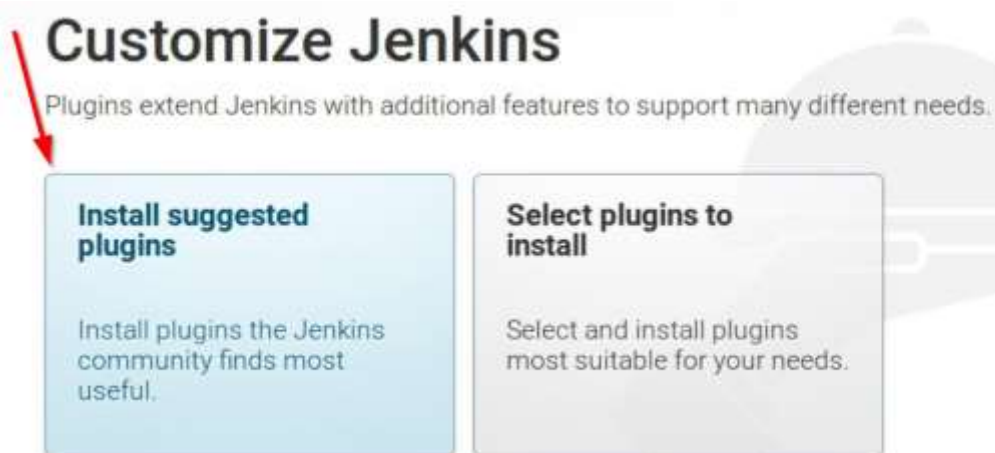 Customize Jenkins
Plugins extend Jenkins with additional features to support many different needs.
Install suggested
plugins
Install plugins the Jenkins
community finds most
useful.
Select plugins to
install
Select and install plugins
most suitable for your needs.